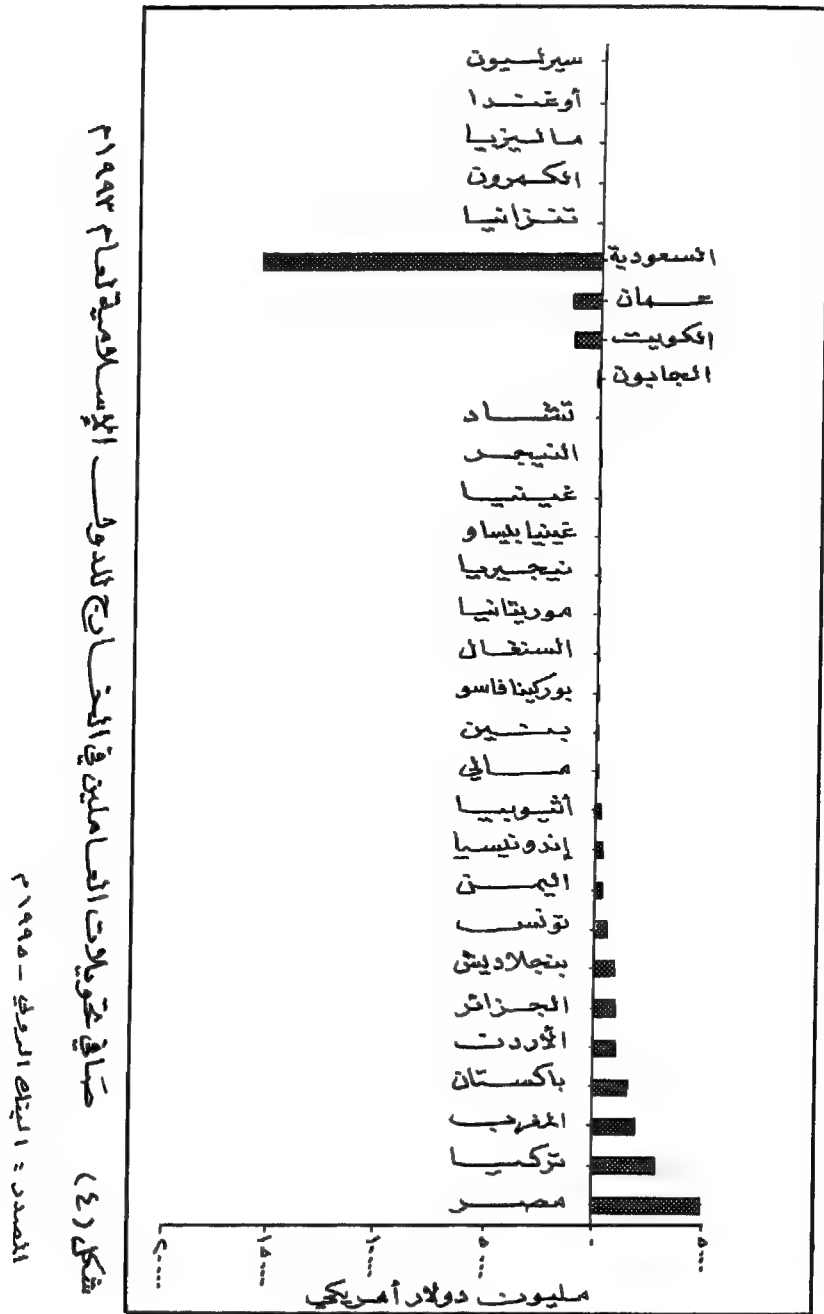 سيراليون
أوغندا
ماليزيا
الكمرون
تنزانيا
السعودية
عمان
الكويت
الجابون
تشاد
النيجر
غينيا
غينيا بيساو
نيجيريا
موريتانيا
السنغال
بوركينافاسو
بنين
مالي
أثيوبيا
إندونيسيا
اليمن
تونس
بنجلاديش
الجزائر
الأردن
باكستان
المغرب
تركيا
مصر
٢٠٠٠٠ ١٥٠٠٠ ١٠٠٠٠ ٥٠٠٠ ٠ ٥٠٠٠
مليون دولار أمريكي
شكل (٤) صافي تحويلات العاملين في الخارج للدول الإسلامية لعام ١٩٩٣م
المصدر : البنك الدولي - ١٩٩٥م